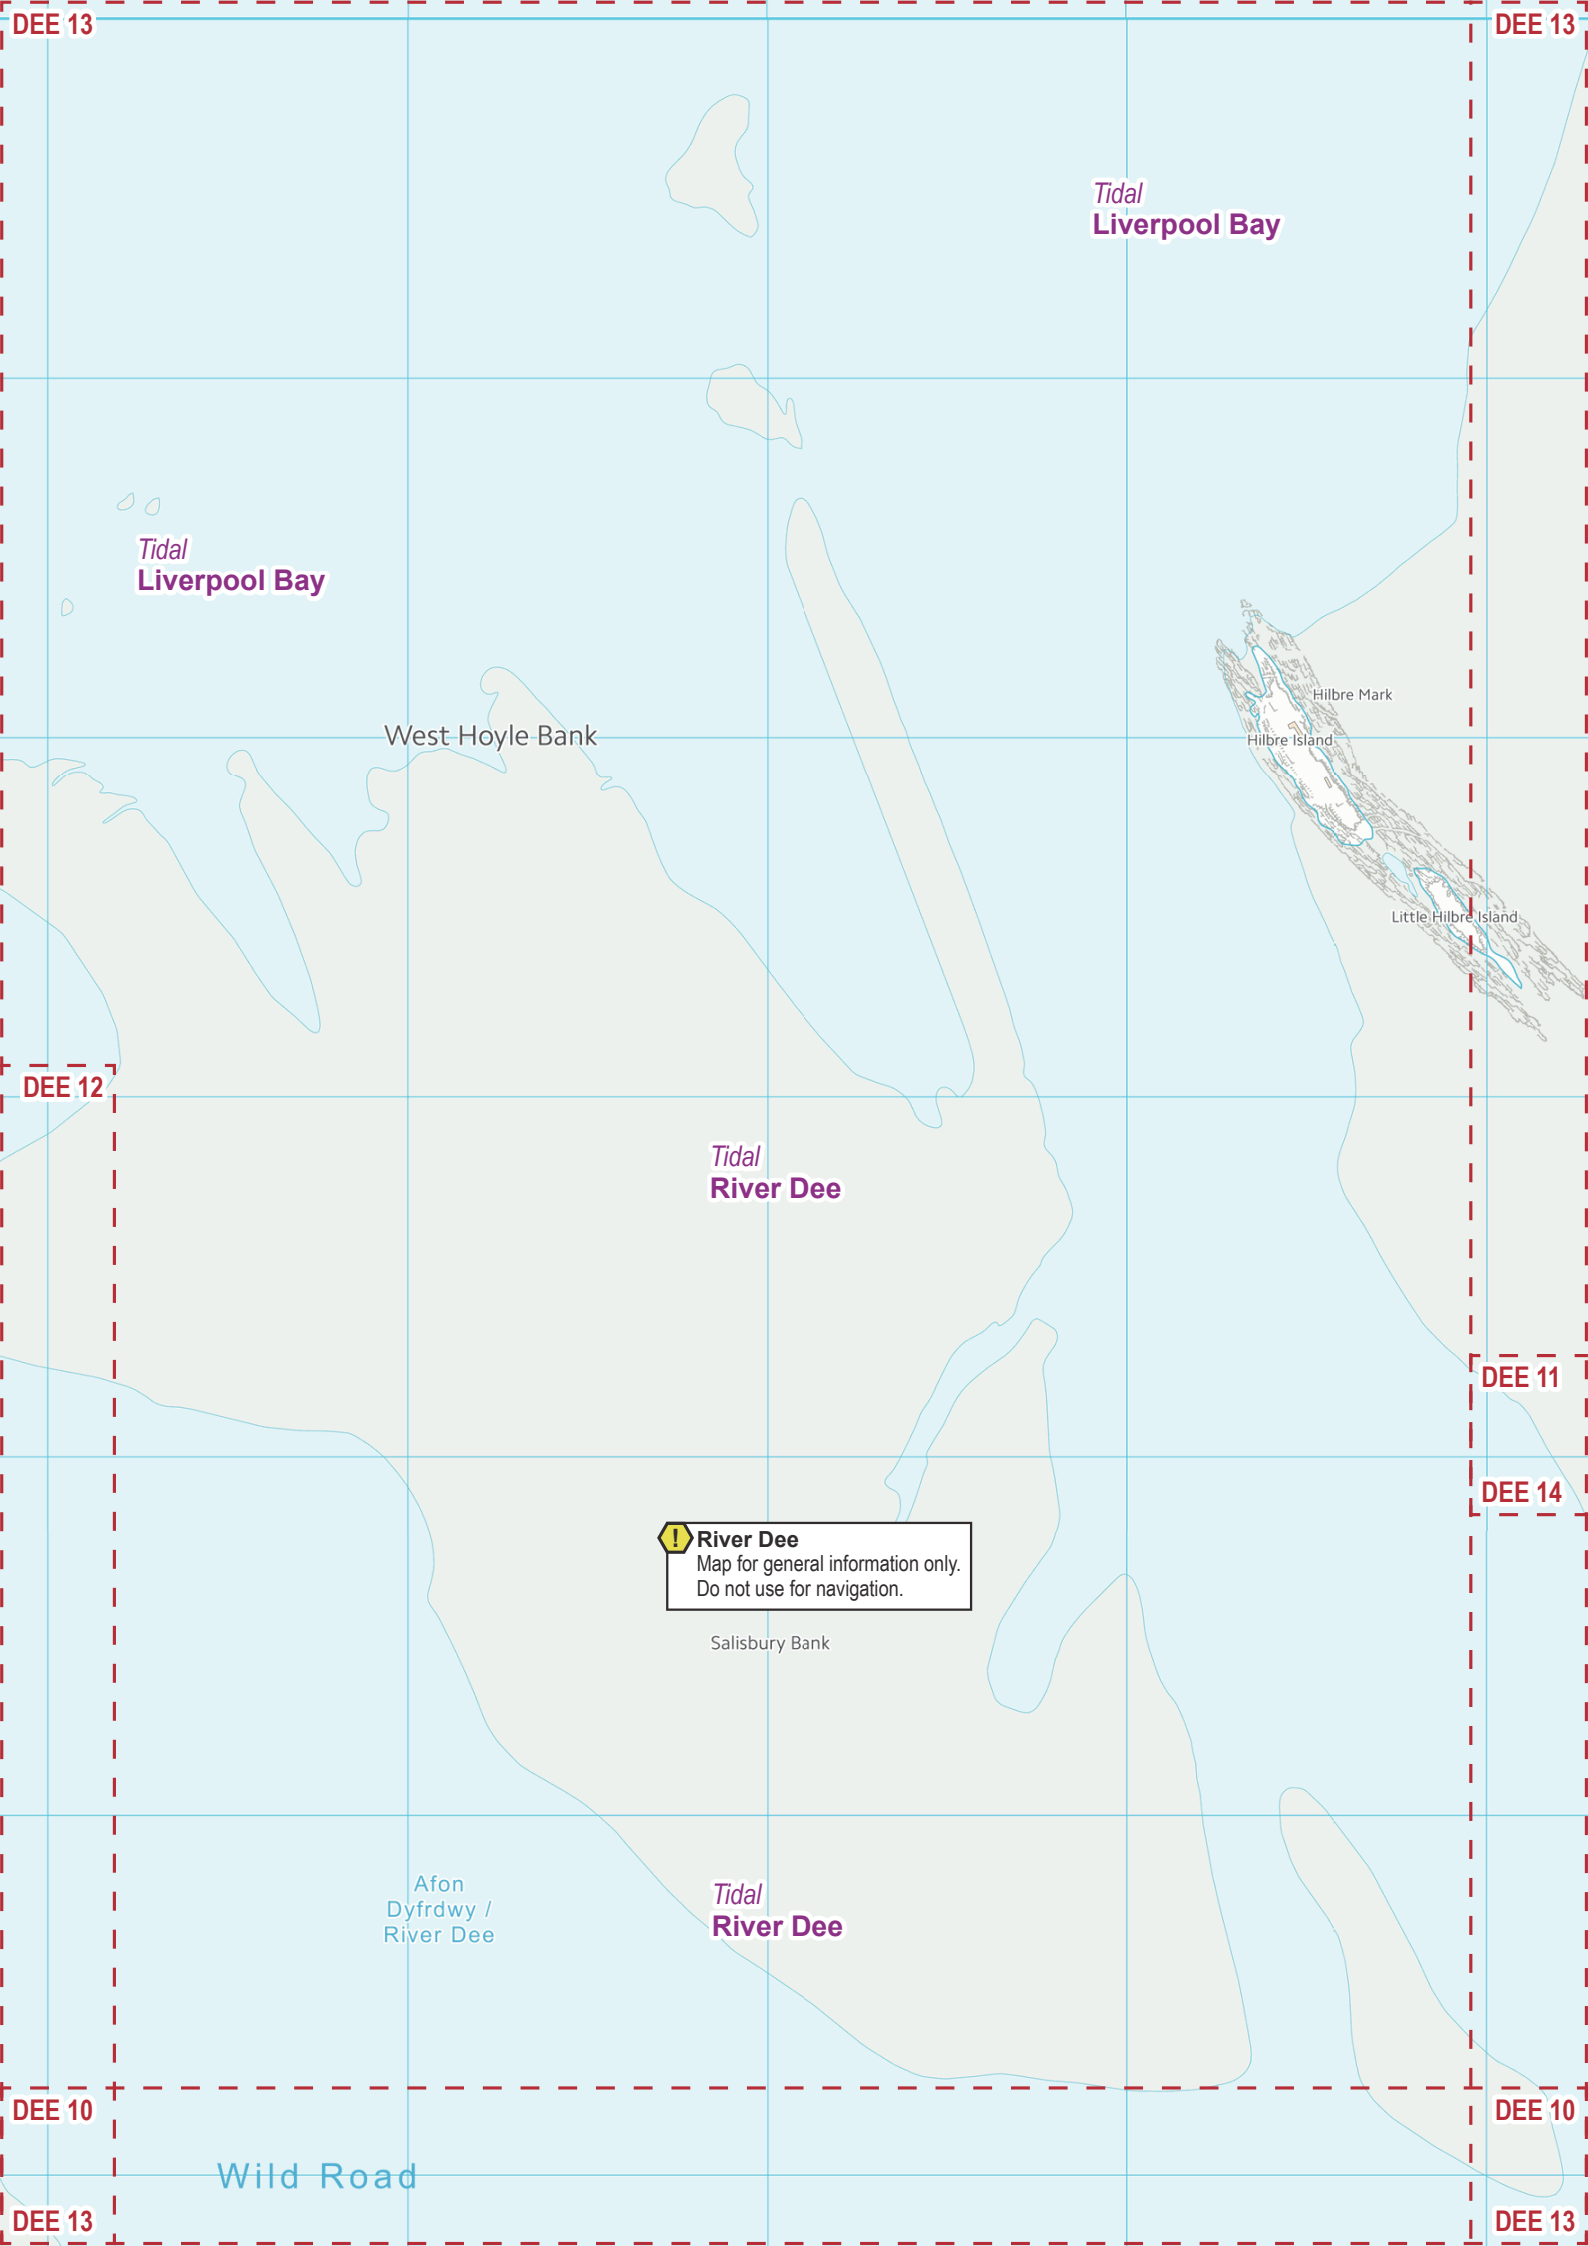 DEE 13
DEE 13
Tidal
Liverpool Bay
Tidal
Liverpool Bay
Hilbre Mark
West Hoyle Bank
Hilbre Island
Little Hilbre Island
DEE 12
Tidal
River Dee
DEE 11
DEE 14
! River Dee
Map for general information only.
Do not use for navigation.
Salisbury Bank
Afon
Dyfrdwy /
River Dee
Tidal
River Dee
DEE 10
DEE 10
Wild Road
DEE 13
DEE 13